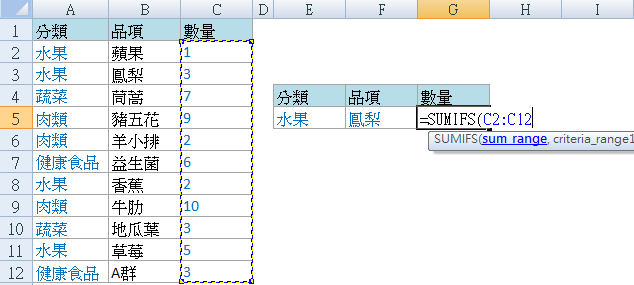 A B C D E F G H I
1 分類 品項 數量
2 水果 蘋果 1
3 水果 鳳梨 3
4 蔬菜 茼蒿 7 分類 品項 數量
5 肉類 豬五花 9 水果 鳳梨 =SUMIFS(C2:C12
6 肉類 羊小排 2 SUMIFS(sum_range, criteria_range1
7 健康食品 益生菌 6
8 水果 香蕉 2
9 肉類 牛肋 10
10 蔬菜 地瓜葉 3
11 水果 草莓 5
12 健康食品 A群 3